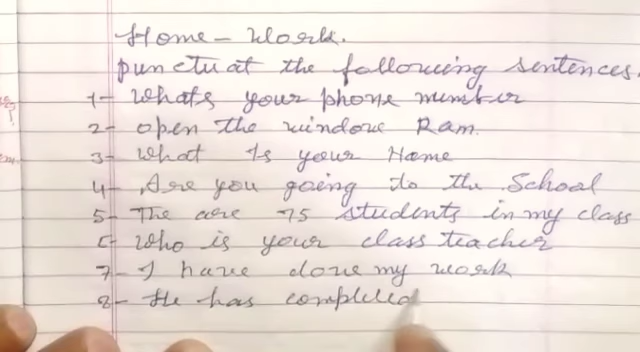 Home - Work.
punctuat the following sentences.
1- whats your phone number
2- open the window Ram.
3- what Is your Home
4- Are you going to the School
5- The are 75 students in my class
6- who is your class teacher
7- I have done my work
8- He has completed